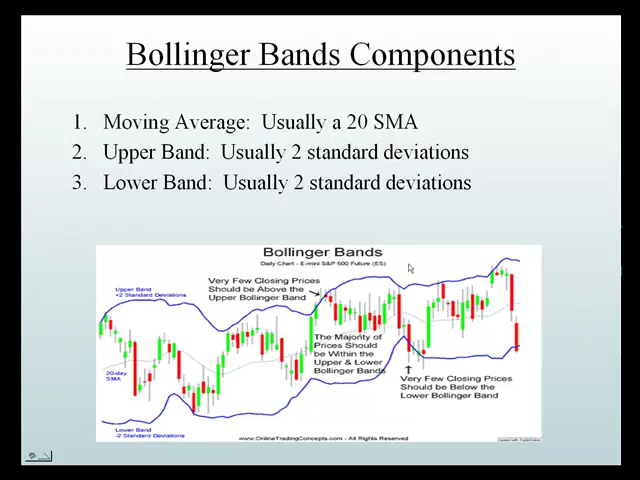 Bollinger Bands Components
1. Moving Average: Usually a 20 SMA
2. Upper Band: Usually 2 standard deviations
3. Lower Band: Usually 2 standard deviations
Bollinger Bands
Daily Chart - E-mini S&P 500 Future (ES)
Very Few Closing Prices
Should be Above the
Upper Bollinger Band
Upper Band
+2 Standard Deviations
The Majority of
Prices Should
be Within the
Upper & Lower
Bollinger Bands
20-day
SMA
Very Few Closing Prices
Should be Below the
Lower Bollinger Band
Lower Band
-2 Standard Deviations
www.OnlineTradingConcepts.com - All Rights Reserved